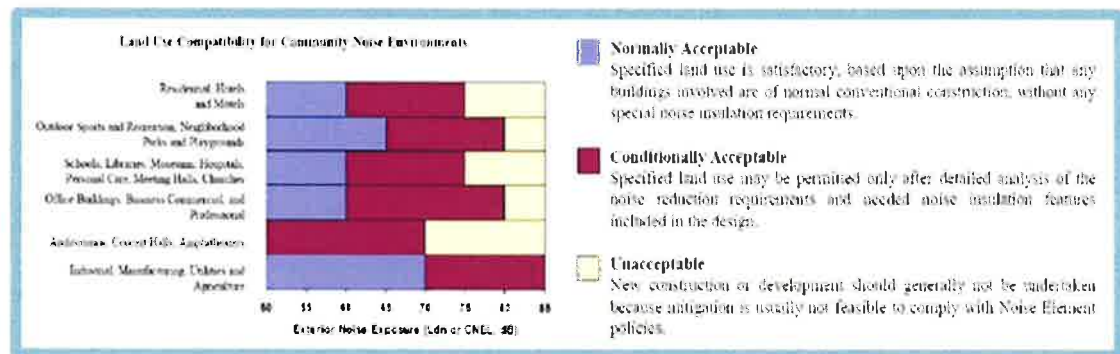 Land Use Compatibility for Community Noise Environments
Residential, Hotels
and Motels
Outdoor Sports and Recreation, Neighborhood
Parks and Playgrounds
Schools, Libraries, Museums, Hospitals,
Personal Care, Meeting Halls, Churches
Office Buildings, Business Commercial, and
Professional
Auditoriums, Concert Halls, Amphitheaters
Industrial, Manufacturing, Utilities and
Agriculture
55 70 75
Exterior Noise Exposure (Ldn or CNEL, dB)
Normally Acceptable
Specified land use is satisfactory, based upon the assumption that any
buildings involved are of normal conventional construction, without any
special noise insulation requirements.
Conditionally Acceptable
Specified land use may be permitted only after detailed analysis of the
noise reduction requirements and needed noise insulation features
included in the design.
Unacceptable
New construction or development should generally not be undertaken
because mitigation is usually not feasible to comply with Noise Element
policies.